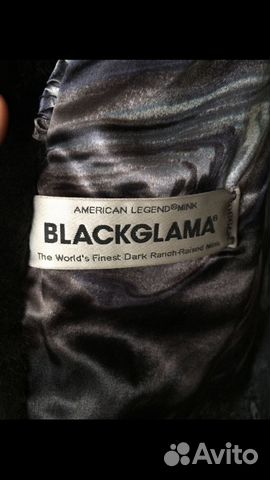 AMERICAN LEGEND®MINK
BLACKGLAMA®
The World's Finest Dark Ranch-Raised Mink
Avito